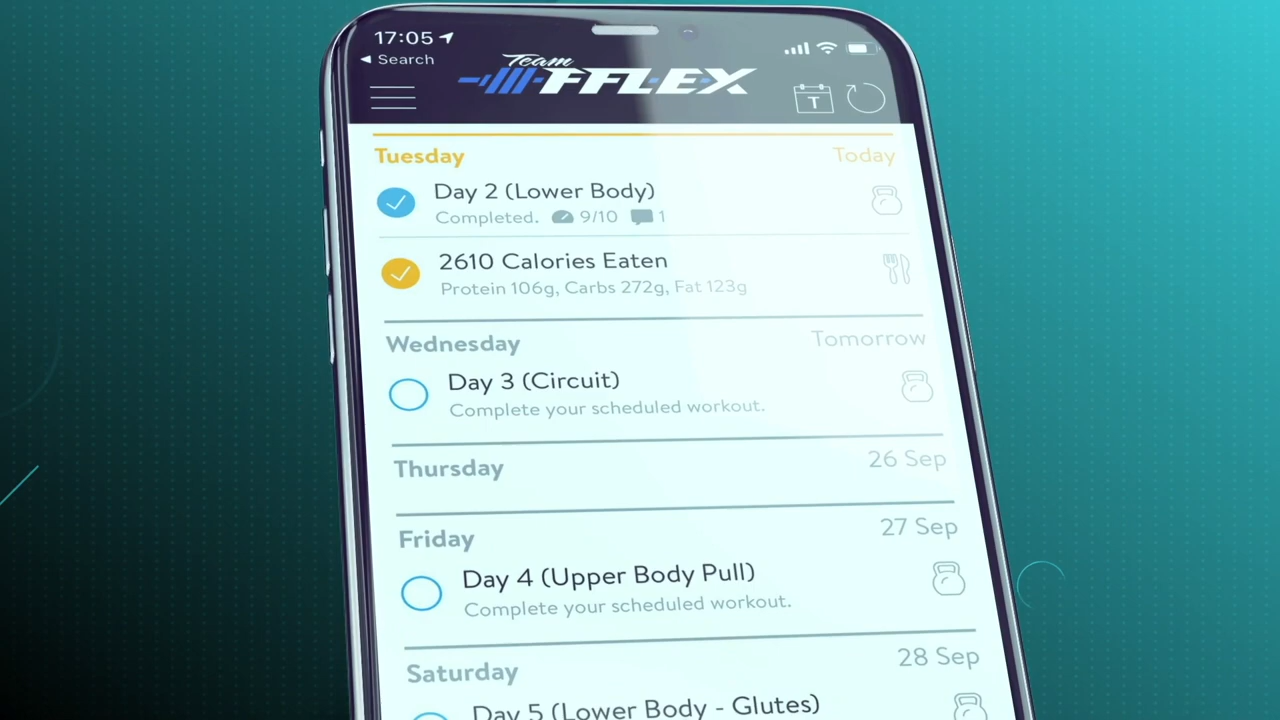 17:05
Search
Team
FFLEX
T
Tuesday Today
Day 2 (Lower Body)
Completed. 9/10 1
2610 Calories Eaten
Protein 106g, Carbs 272g, Fat 123g
Wednesday Tomorrow
Day 3 (Circuit)
Complete your scheduled workout.
Thursday 26 Sep
Friday 27 Sep
Day 4 (Upper Body Pull)
Complete your scheduled workout.
Saturday 28 Sep
Day 5 (Lower Body - Glutes)